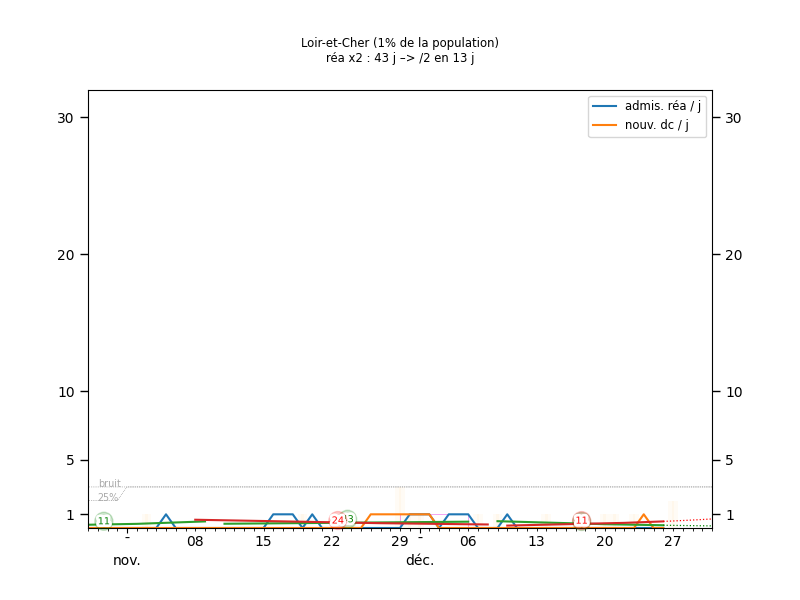 Loir-et-Cher (1% de la population)
réa x2 : 43 j –> /2 en 13 j
admis. réa / j
nouv. dc / j
30 30
20 20
10 10
5 5
bruit
25%
1 11 24 11 1
- 08 15 22 29 - 06 13 20 27
nov. déc.